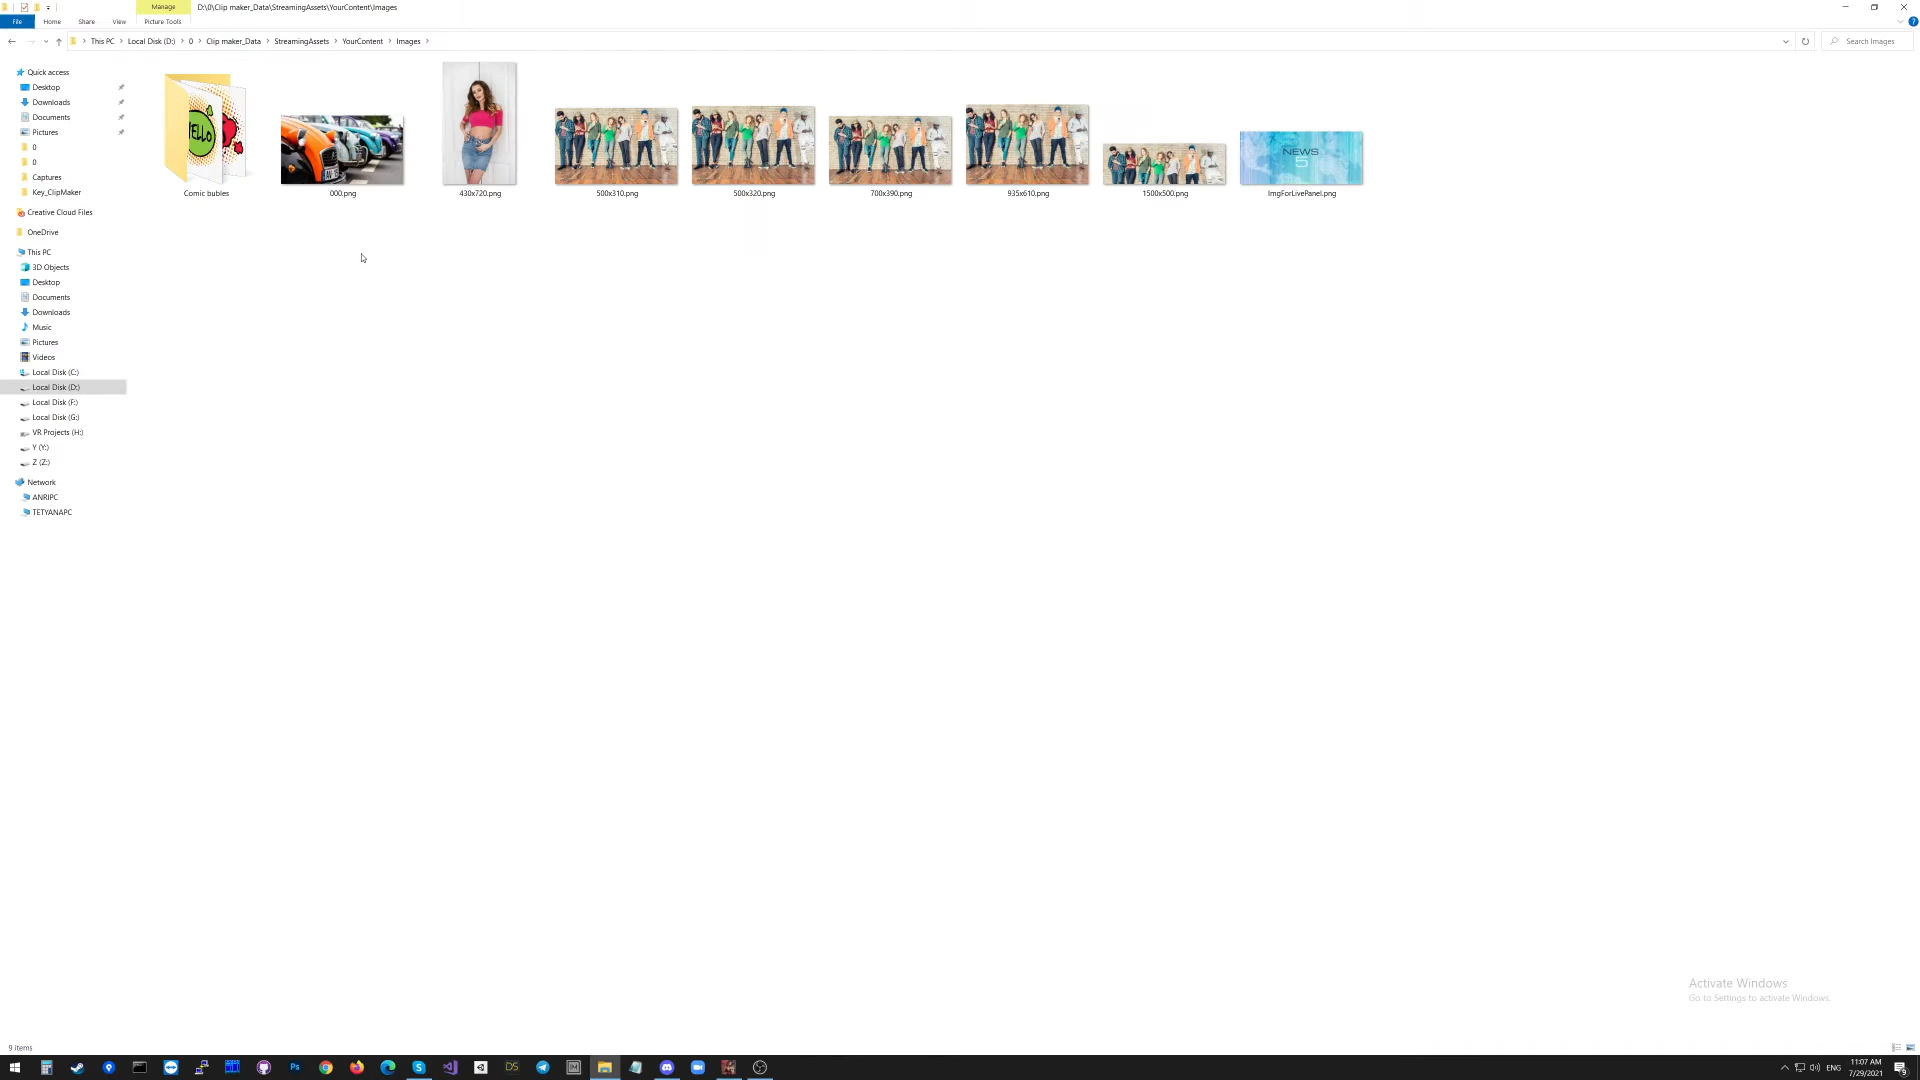 Manage
D:\0\Clip maker_Data\StreamingAssets\YourContent\Images
File
Home
Share
View
Picture Tools
This PC
Local Disk (D:)
0
Clip maker_Data
StreamingAssets
YourContent
Images
Search Images
Quick access
Desktop
Downloads
Documents
Pictures
0
0
Captures
Key_ClipMaker
Creative Cloud Files
OneDrive
This PC
3D Objects
Desktop
Documents
Downloads
Music
Pictures
Videos
Local Disk (C:)
Local Disk (D:)
Local Disk (F:)
Local Disk (G:)
VR Projects (H:)
Y (Y:)
Z (Z:)
Network
ANRIPC
TETYANAPC
Comic bubles
000.png
430x720.png
500x310.png
500x320.png
700x390.png
935x610.png
1500x500.png
NEWS
5
ImgForLivePanel.png
Activate Windows
Go to Settings to activate Windows.
9 items
Ps
DS
ENG
11:07 AM
7/29/2021